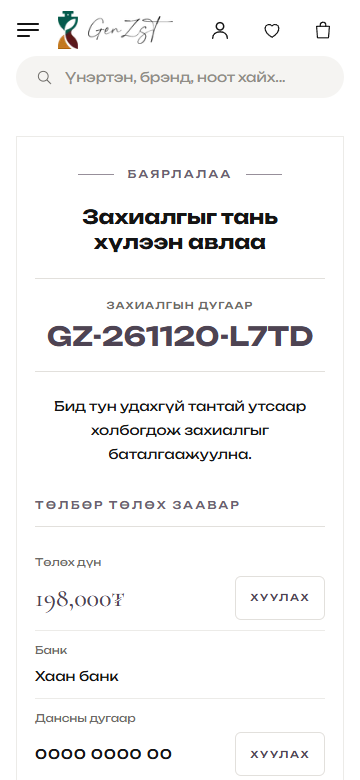 GenZst
Үнэртэн, брэнд, ноот хайх...
БАЯРЛАЛАА
Захиалгыг тань
хүлээн авлаа
ЗАХИАЛГЫН ДУГААР
GZ-261120-L7TD
Бид тун удахгүй тантай утсаар
холбогдож захиалгыг
баталгаажуулна.
ТӨЛБӨР ТӨЛӨХ ЗААВАР
Төлөх дүн
198,000₮
ХУУЛАХ
Банк
Хаан банк
Дансны дугаар
0000 0000 00
ХУУЛАХ